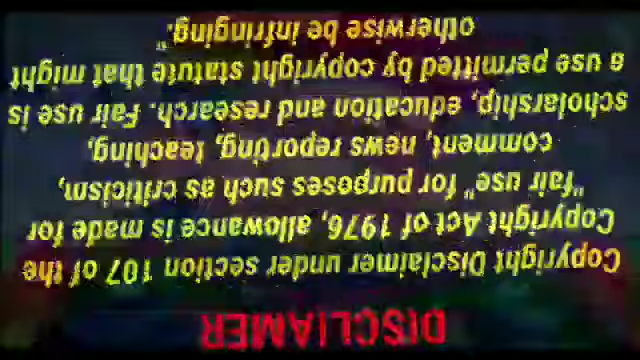 DISCLIAMER
Copyright Disclaimer under section 107 of the
Copyright Act of 1976, allowance is made for
"fair use" for purposes such as criticism,
comment, news reporting, teaching,
scholarship, education and research. Fair use is
a use permitted by copyright statute that might
otherwise be infringing."